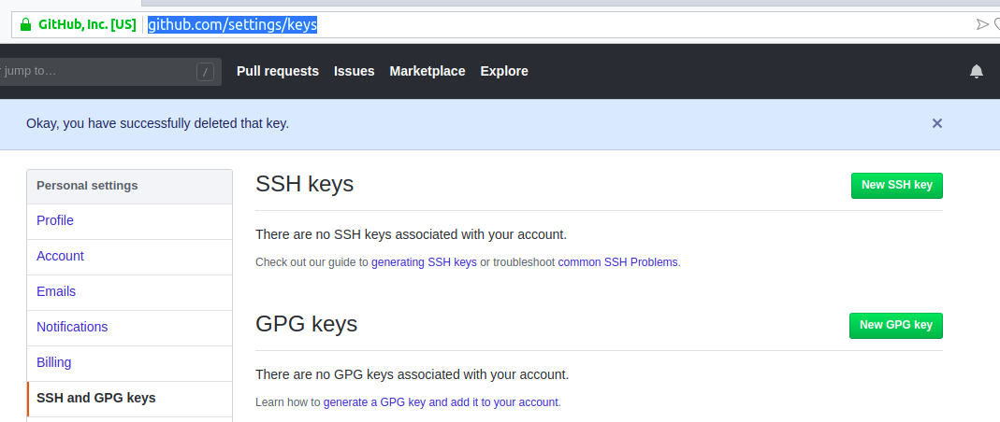 GitHub, Inc. [US] github.com/settings/keys
jump to… / Pull requests Issues Marketplace Explore
Okay, you have successfully deleted that key. ×
Personal settings
Profile
Account
Emails
Notifications
Billing
SSH and GPG keys
SSH keys New SSH key
There are no SSH keys associated with your account.
Check out our guide to generating SSH keys or troubleshoot common SSH Problems.
GPG keys New GPG key
There are no GPG keys associated with your account.
Learn how to generate a GPG key and add it to your account.